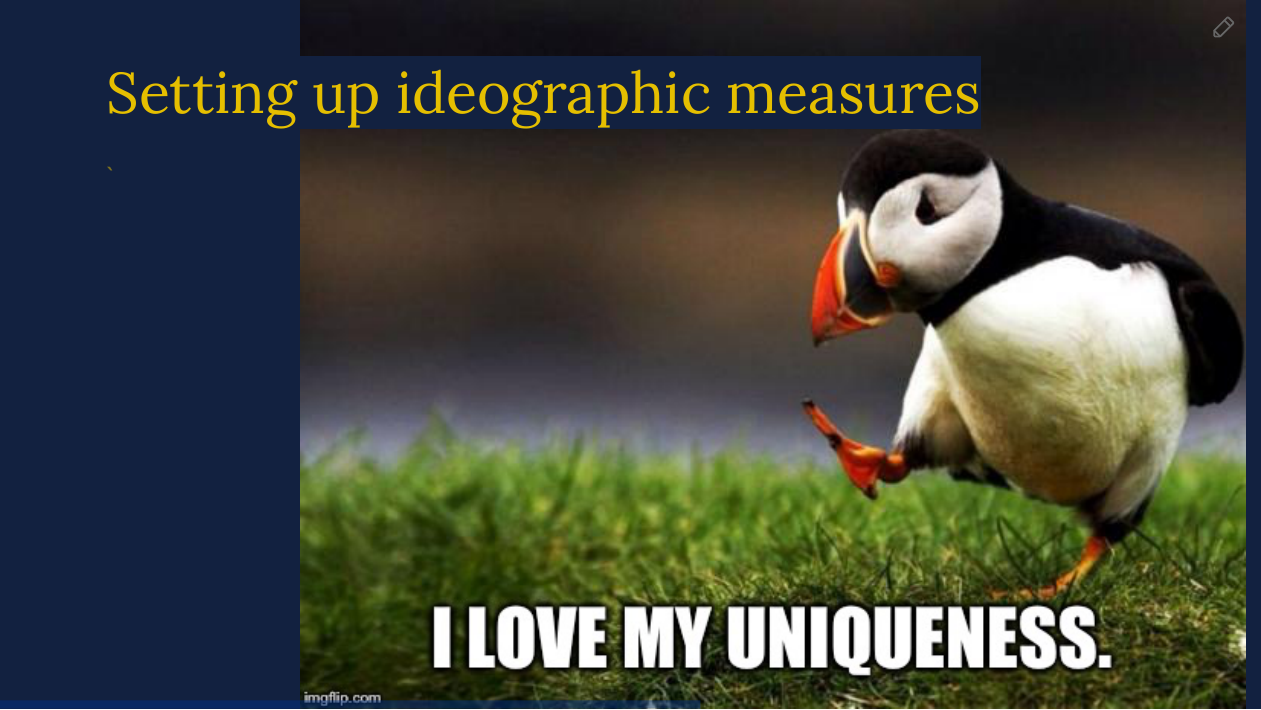 Setting up ideographic measures
`
I LOVE MY UNIQUENESS.
imgflip.com